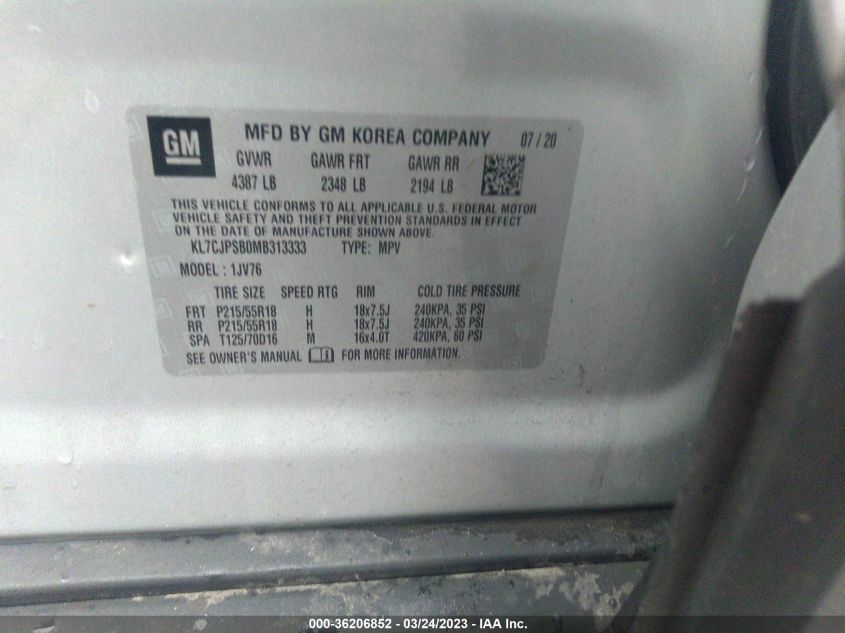 GM MFD BY GM KOREA COMPANY 07 / 20
GVWR GAWR FRT GAWR RR
4387 LB 2348 LB 2194 LB
THIS VEHICLE CONFORMS TO ALL APPLICABLE U.S. FEDERAL MOTOR
VEHICLE SAFETY AND THEFT PREVENTION STANDARDS IN EFFECT
ON THE DATE OF MANUFACTURE SHOWN ABOVE.
KL7CJPSB0MB313333 TYPE: MPV
MODEL : 1JV76
TIRE SIZE SPEED RTG RIM COLD TIRE PRESSURE
FRT P215/55R18 H 18x7.5J 240KPA, 35 PSI
RR P215/55R18 H 18x7.5J 240KPA, 35 PSI
SPA T125/70D16 M 16x4.0T 420KPA, 60 PSI
SEE OWNER'S MANUAL FOR MORE INFORMATION.
000-36206852 - 03/24/2023 - IAA Inc.